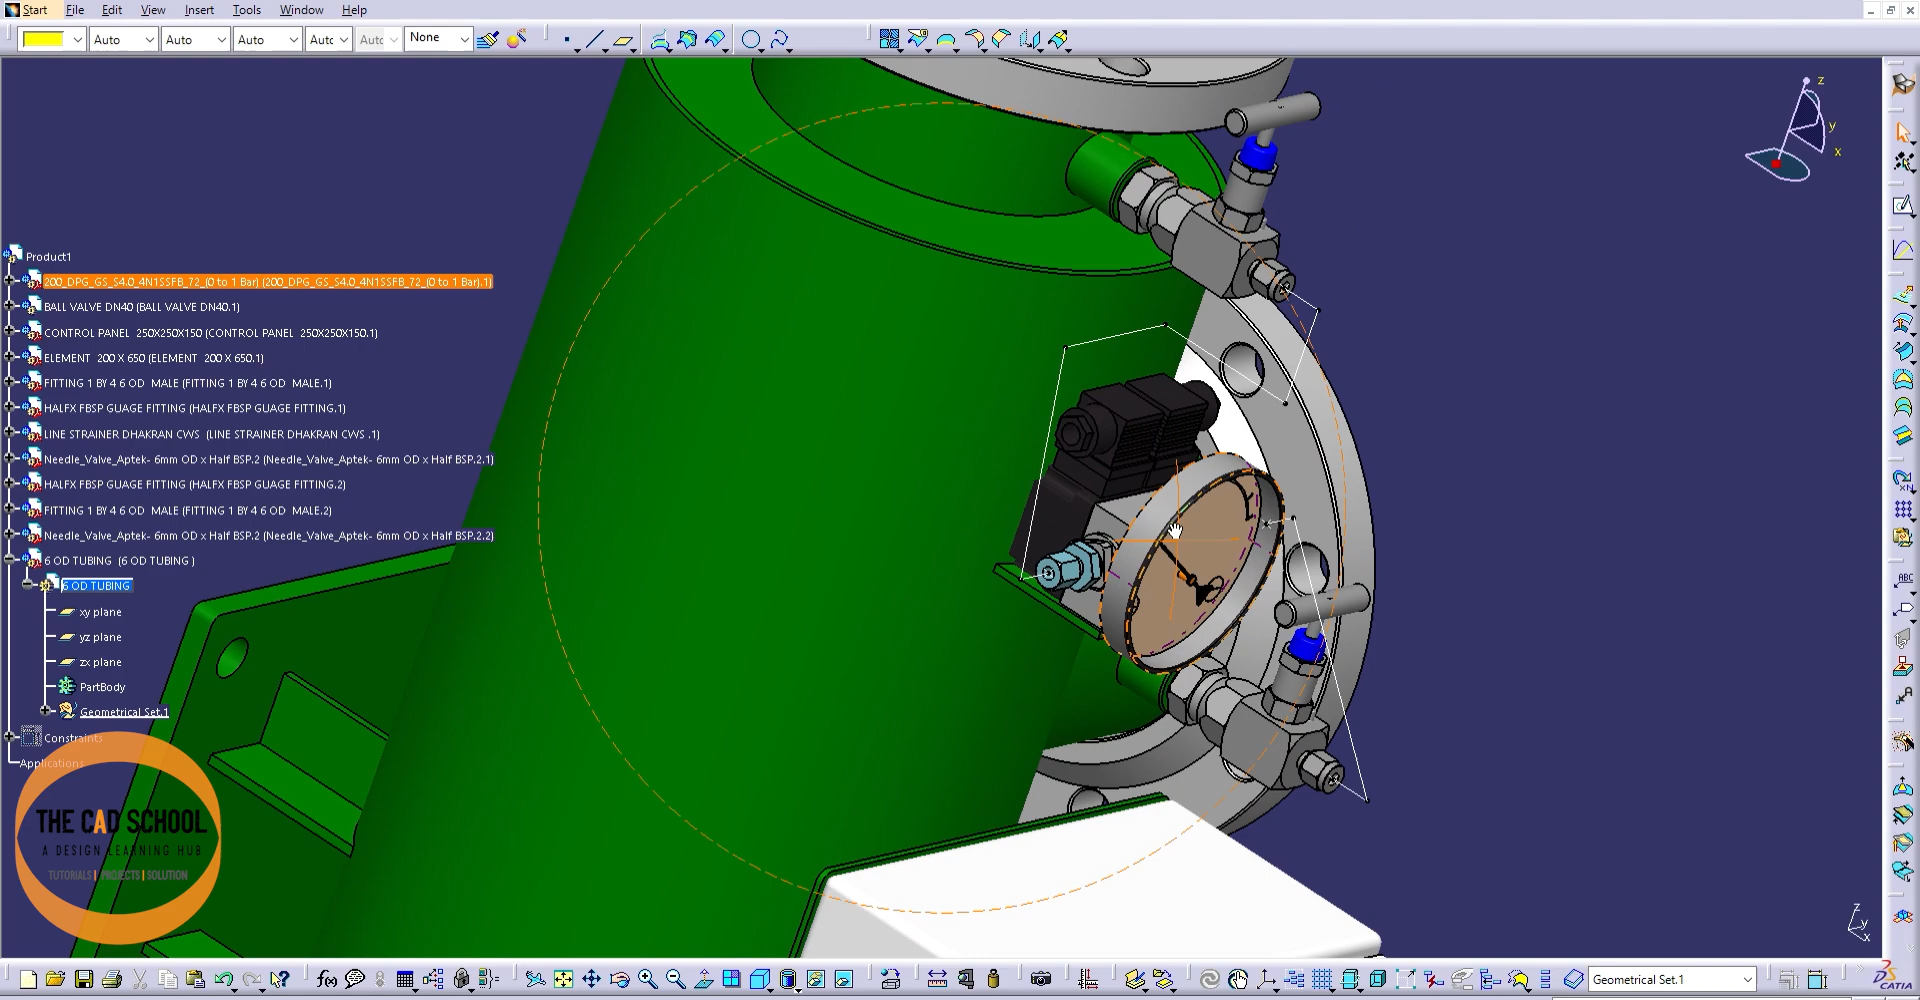 Start File Edit View Insert Tools Window Help
Auto Auto Auto Auto Auto None
z
y
x
Product1
200_DPG_GS_S4.0_4N1SSFB_72_(0 to 1 Bar) (200_DPG_GS_S4.0_4N1SSFB_72_(0 to 1 Bar).1)
BALL VALVE DN40 (BALL VALVE DN40.1)
CONTROL PANEL 250X250X150 (CONTROL PANEL 250X250X150.1)
ELEMENT 200 X 650 (ELEMENT 200 X 650.1)
FITTING 1 BY 4 6 OD MALE (FITTING 1 BY 4 6 OD MALE.1)
HALFX FBSP GUAGE FITTING (HALFX FBSP GUAGE FITTING.1)
LINE STRAINER DHAKRAN CWS (LINE STRAINER DHAKRAN CWS .1)
Needle_Valve_Aptek- 6mm OD x Half BSP.2 (Needle_Valve_Aptek- 6mm OD x Half BSP.2.1)
HALFX FBSP GUAGE FITTING (HALFX FBSP GUAGE FITTING.2)
FITTING 1 BY 4 6 OD MALE (FITTING 1 BY 4 6 OD MALE.2)
Needle_Valve_Aptek- 6mm OD x Half BSP.2 (Needle_Valve_Aptek- 6mm OD x Half BSP.2.2)
6 OD TUBING (6 OD TUBING )
6 OD TUBING
xy plane
yz plane
zx plane
PartBody
Geometrical Set.1
Constraints
Applications
THE CAD SCHOOL
A DESIGN LEARNING HUB
TUTORIALS| PROJECTS| SOLUTION
ABC
z
y
x
f(x)
Geometrical Set.1
CATIA